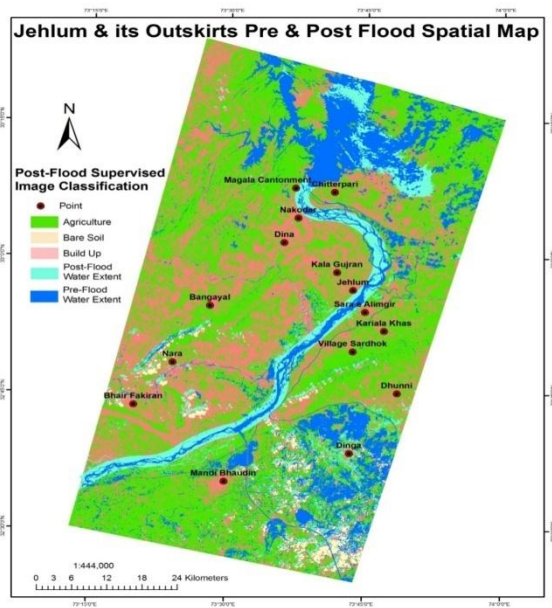 Jehlum & its Outskirts Pre & Post Flood Spatial Map
N
Post-Flood Supervised
Image Classification
Point
Agriculture
Bare Soil
Build Up
Post-Flood
Water Extent
Pre-Flood
Water Extent
Magala Cantonment
Chitterpari
Nakodar
Dina
Kala Gujran
Jehlum
Bangayal
Sara-e Alimgir
Kariala Khas
Village Sardhok
Nara
Dhunni
Bhair Fakiran
Dinga
Mandi Bhaudin
1:444,000
0 3 6 12 18 24 Kilometers